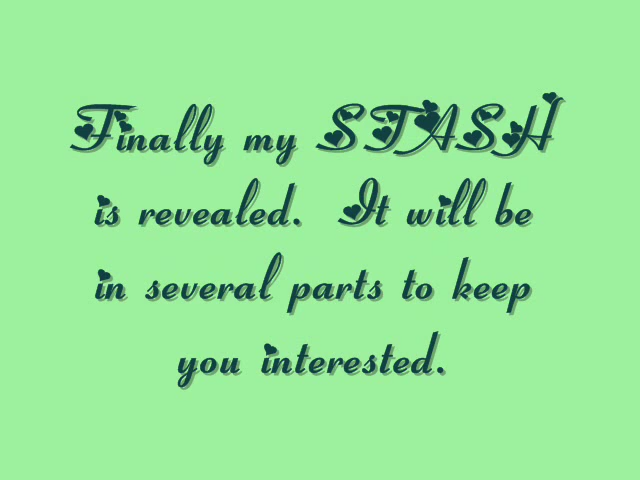 Finally my STASH
is revealed.  It will be
in several parts to keep
you interested.